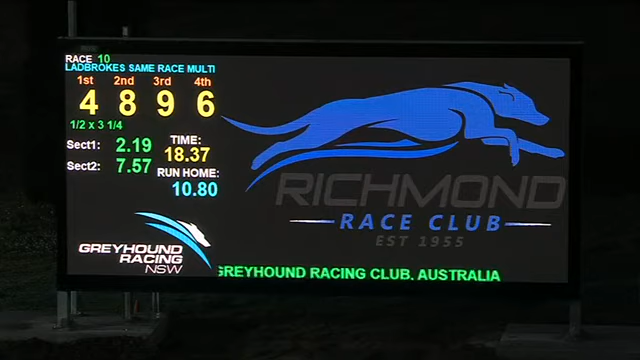 RACE 10
LADBROKES SAME RACE MULTI
1st 2nd 3rd 4th
4 8 9 6
1/2 x 3 1/4
Sect1: 2.19
Sect2: 7.57
TIME:
18.37
RUN HOME:
10.80
GREYHOUND
RACING
NSW
RICHMOND
RACE CLUB
EST 1955
GREYHOUND RACING CLUB. AUSTRALIA